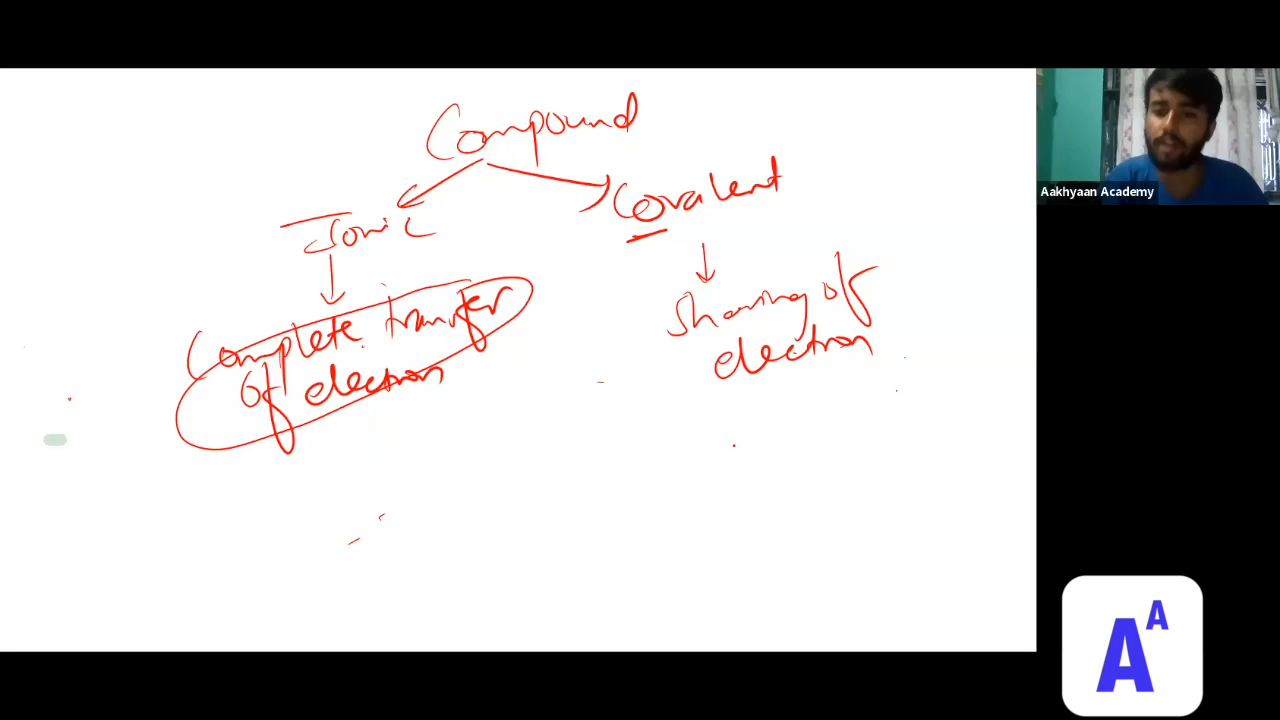 Compound
Ionic
Covalent
Complete transfer
of electron
Sharing of
electron
Aakhyaan Academy
A A